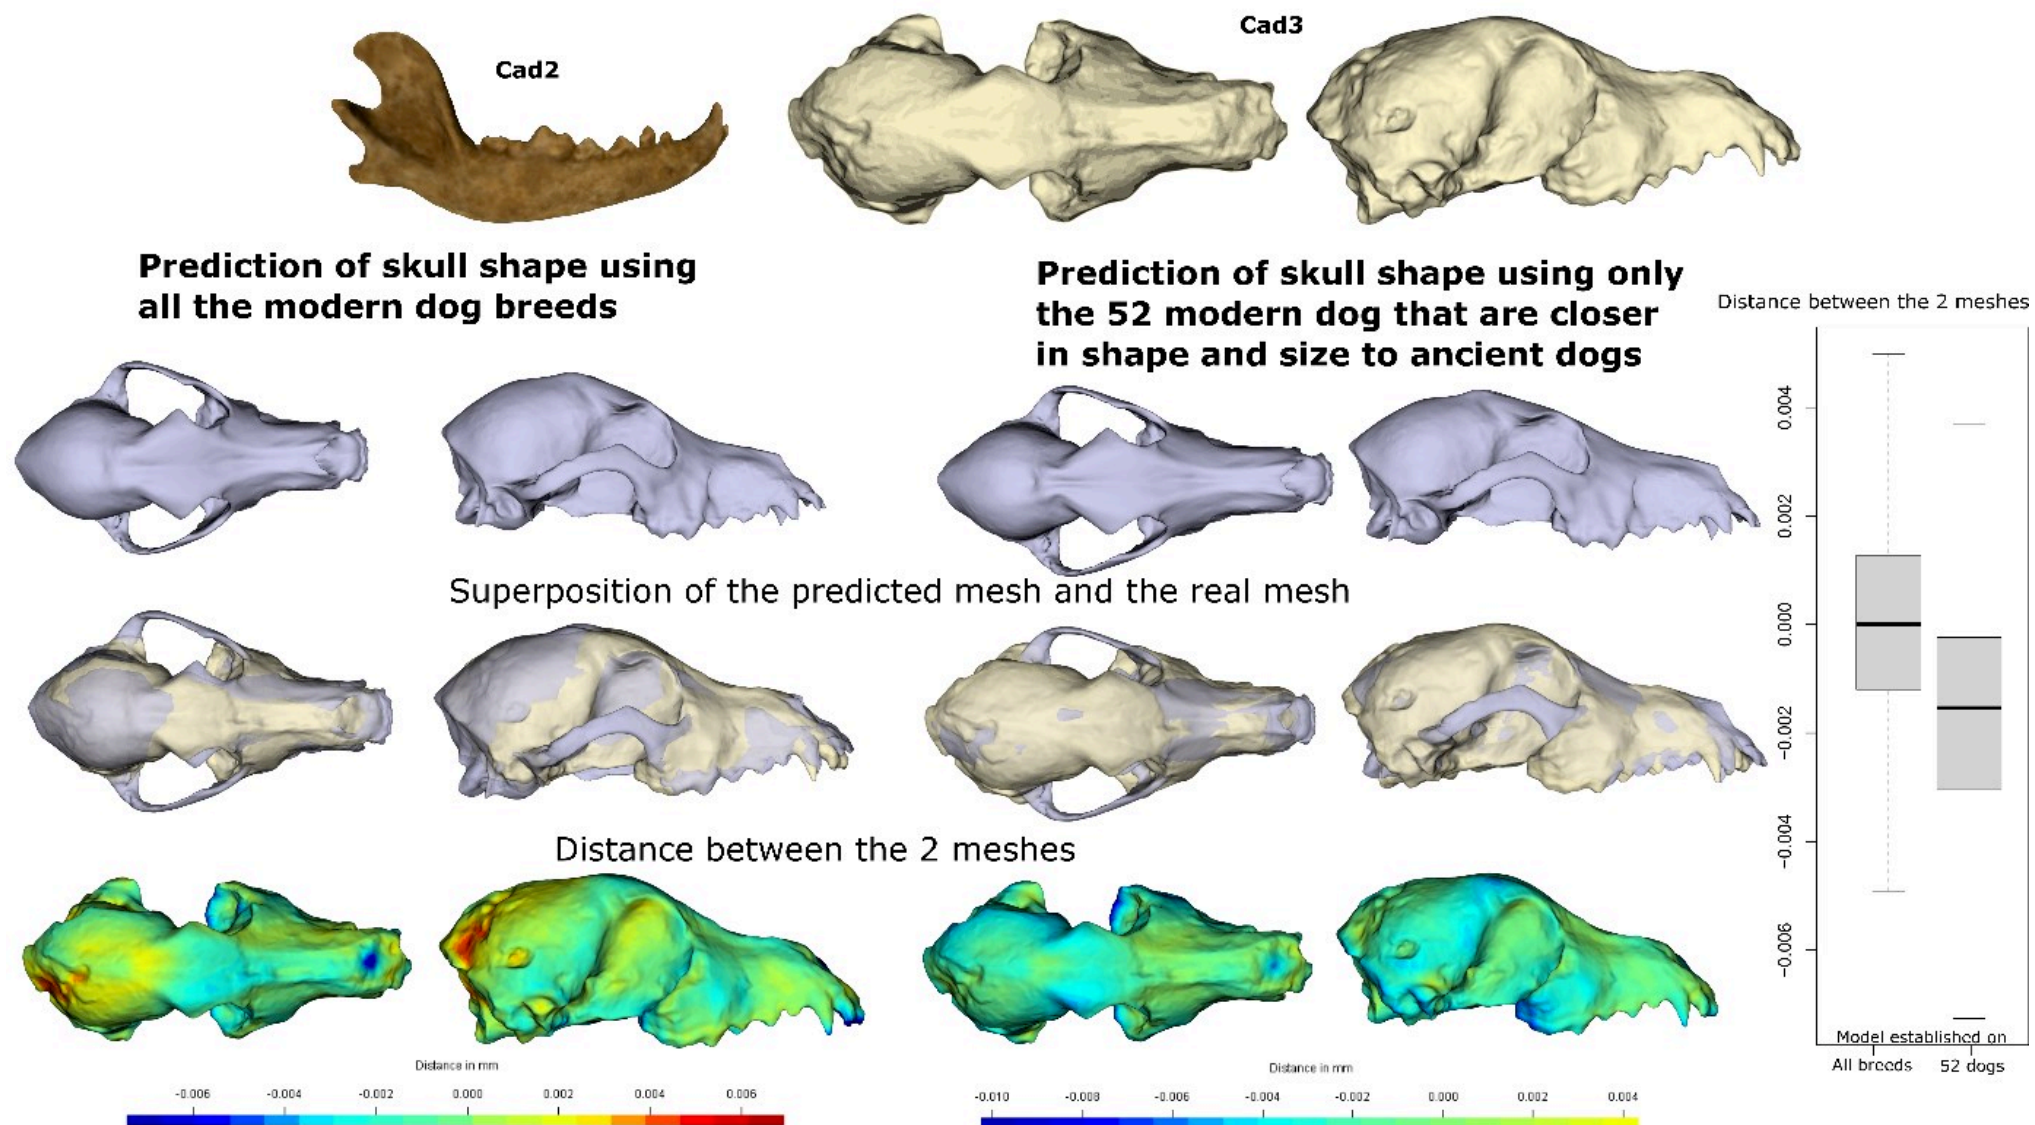 Cad2
Cad3
Prediction of skull shape using
all the modern dog breeds
Prediction of skull shape using only
the 52 modern dog that are closer
in shape and size to ancient dogs
Distance between the 2 meshes
0.004
0.002
0.000
-0.002
-0.004
-0.006
Model established on
All breeds
52 dogs
Superposition of the predicted mesh and the real mesh
Distance between the 2 meshes
Distance in mm
-0.006 -0.004 -0.002 0.000 0.002 0.004 0.006
Distance in mm
-0.010 -0.008 -0.006 -0.004 -0.002 0.000 0.002 0.004